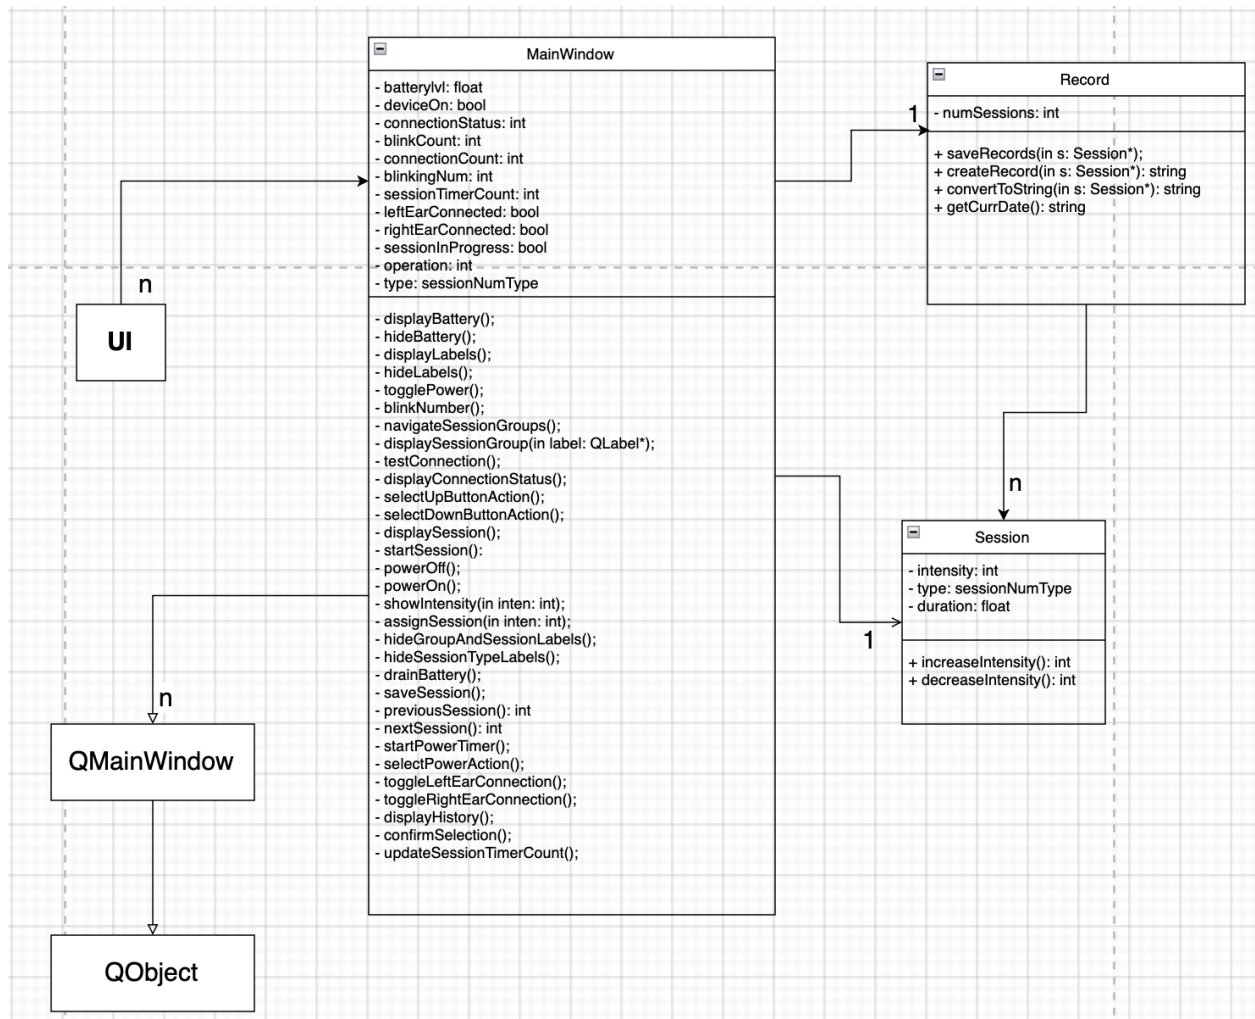 MainWindow
- batterylvl: float
- deviceOn: bool
- connectionStatus: int
- blinkCount: int
- connectionCount: int
- blinkingNum: int
- sessionTimerCount: int
- leftEarConnected: bool
- rightEarConnected: bool
- sessionInProgress: bool
- operation: int
- type: sessionNumType
- displayBattery();
- hideBattery();
- displayLabels();
- hideLabels();
- togglePower();
- blinkNumber();
- navigateSessionGroups();
- displaySessionGroup(in label: QLabel*);
- testConnection();
- displayConnectionStatus();
- selectUpButtonAction();
- selectDownButtonAction();
- displaySession();
- startSession():
- powerOff();
- powerOn();
- showIntensity(in inten: int);
- assignSession(in inten: int);
- hideGroupAndSessionLabels();
- hideSessionTypeLabels();
- drainBattery();
- saveSession();
- previousSession(): int
- nextSession(): int
- startPowerTimer();
- selectPowerAction();
- toggleLeftEarConnection();
- toggleRightEarConnection();
- displayHistory();
- confirmSelection();
- updateSessionTimerCount();
1
Record
- numSessions: int
+ saveRecords(in s: Session*);
+ createRecord(in s: Session*): string
+ convertToString(in s: Session*): string
+ getCurrDate(): string
n
UI
n
Session
- intensity: int
- type: sessionNumType
- duration: float
+ increaseIntensity(): int
+ decreaseIntensity(): int
1
n
QMainWindow
QObject